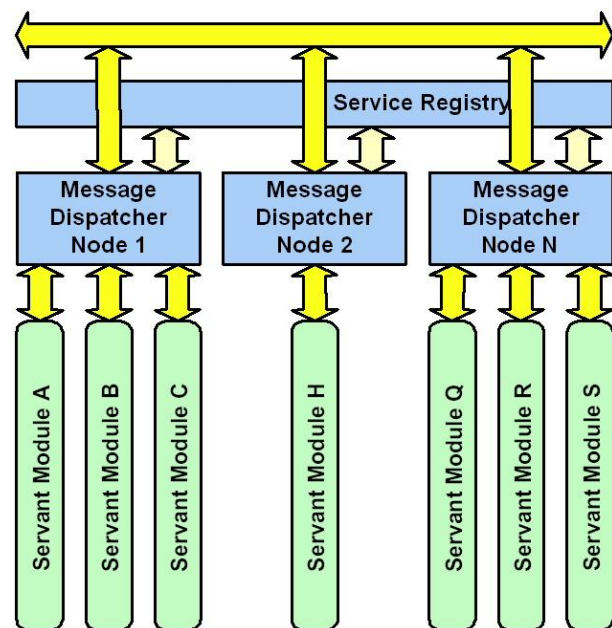 Service Registry
Message
Dispatcher
Node 1
Message
Dispatcher
Node 2
Message
Dispatcher
Node N
Servant Module A
Servant Module B
Servant Module C
Servant Module H
Servant Module Q
Servant Module R
Servant Module S